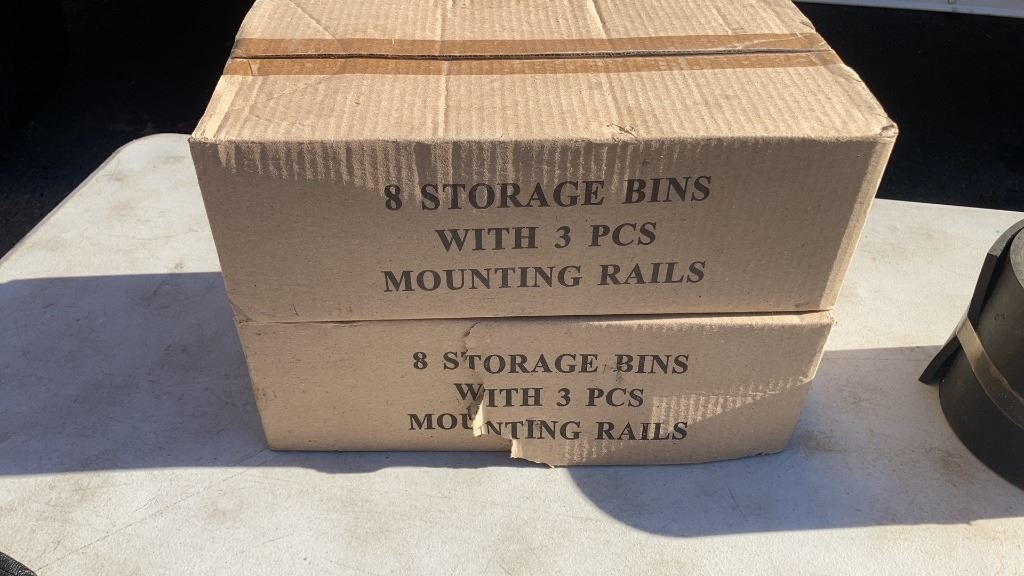 8 STORAGE BINS
WITH 3 PCS
MOUNTING RAILS
8 STORAGE BINS
WITH 3 PCS
MOUNTING RAILS